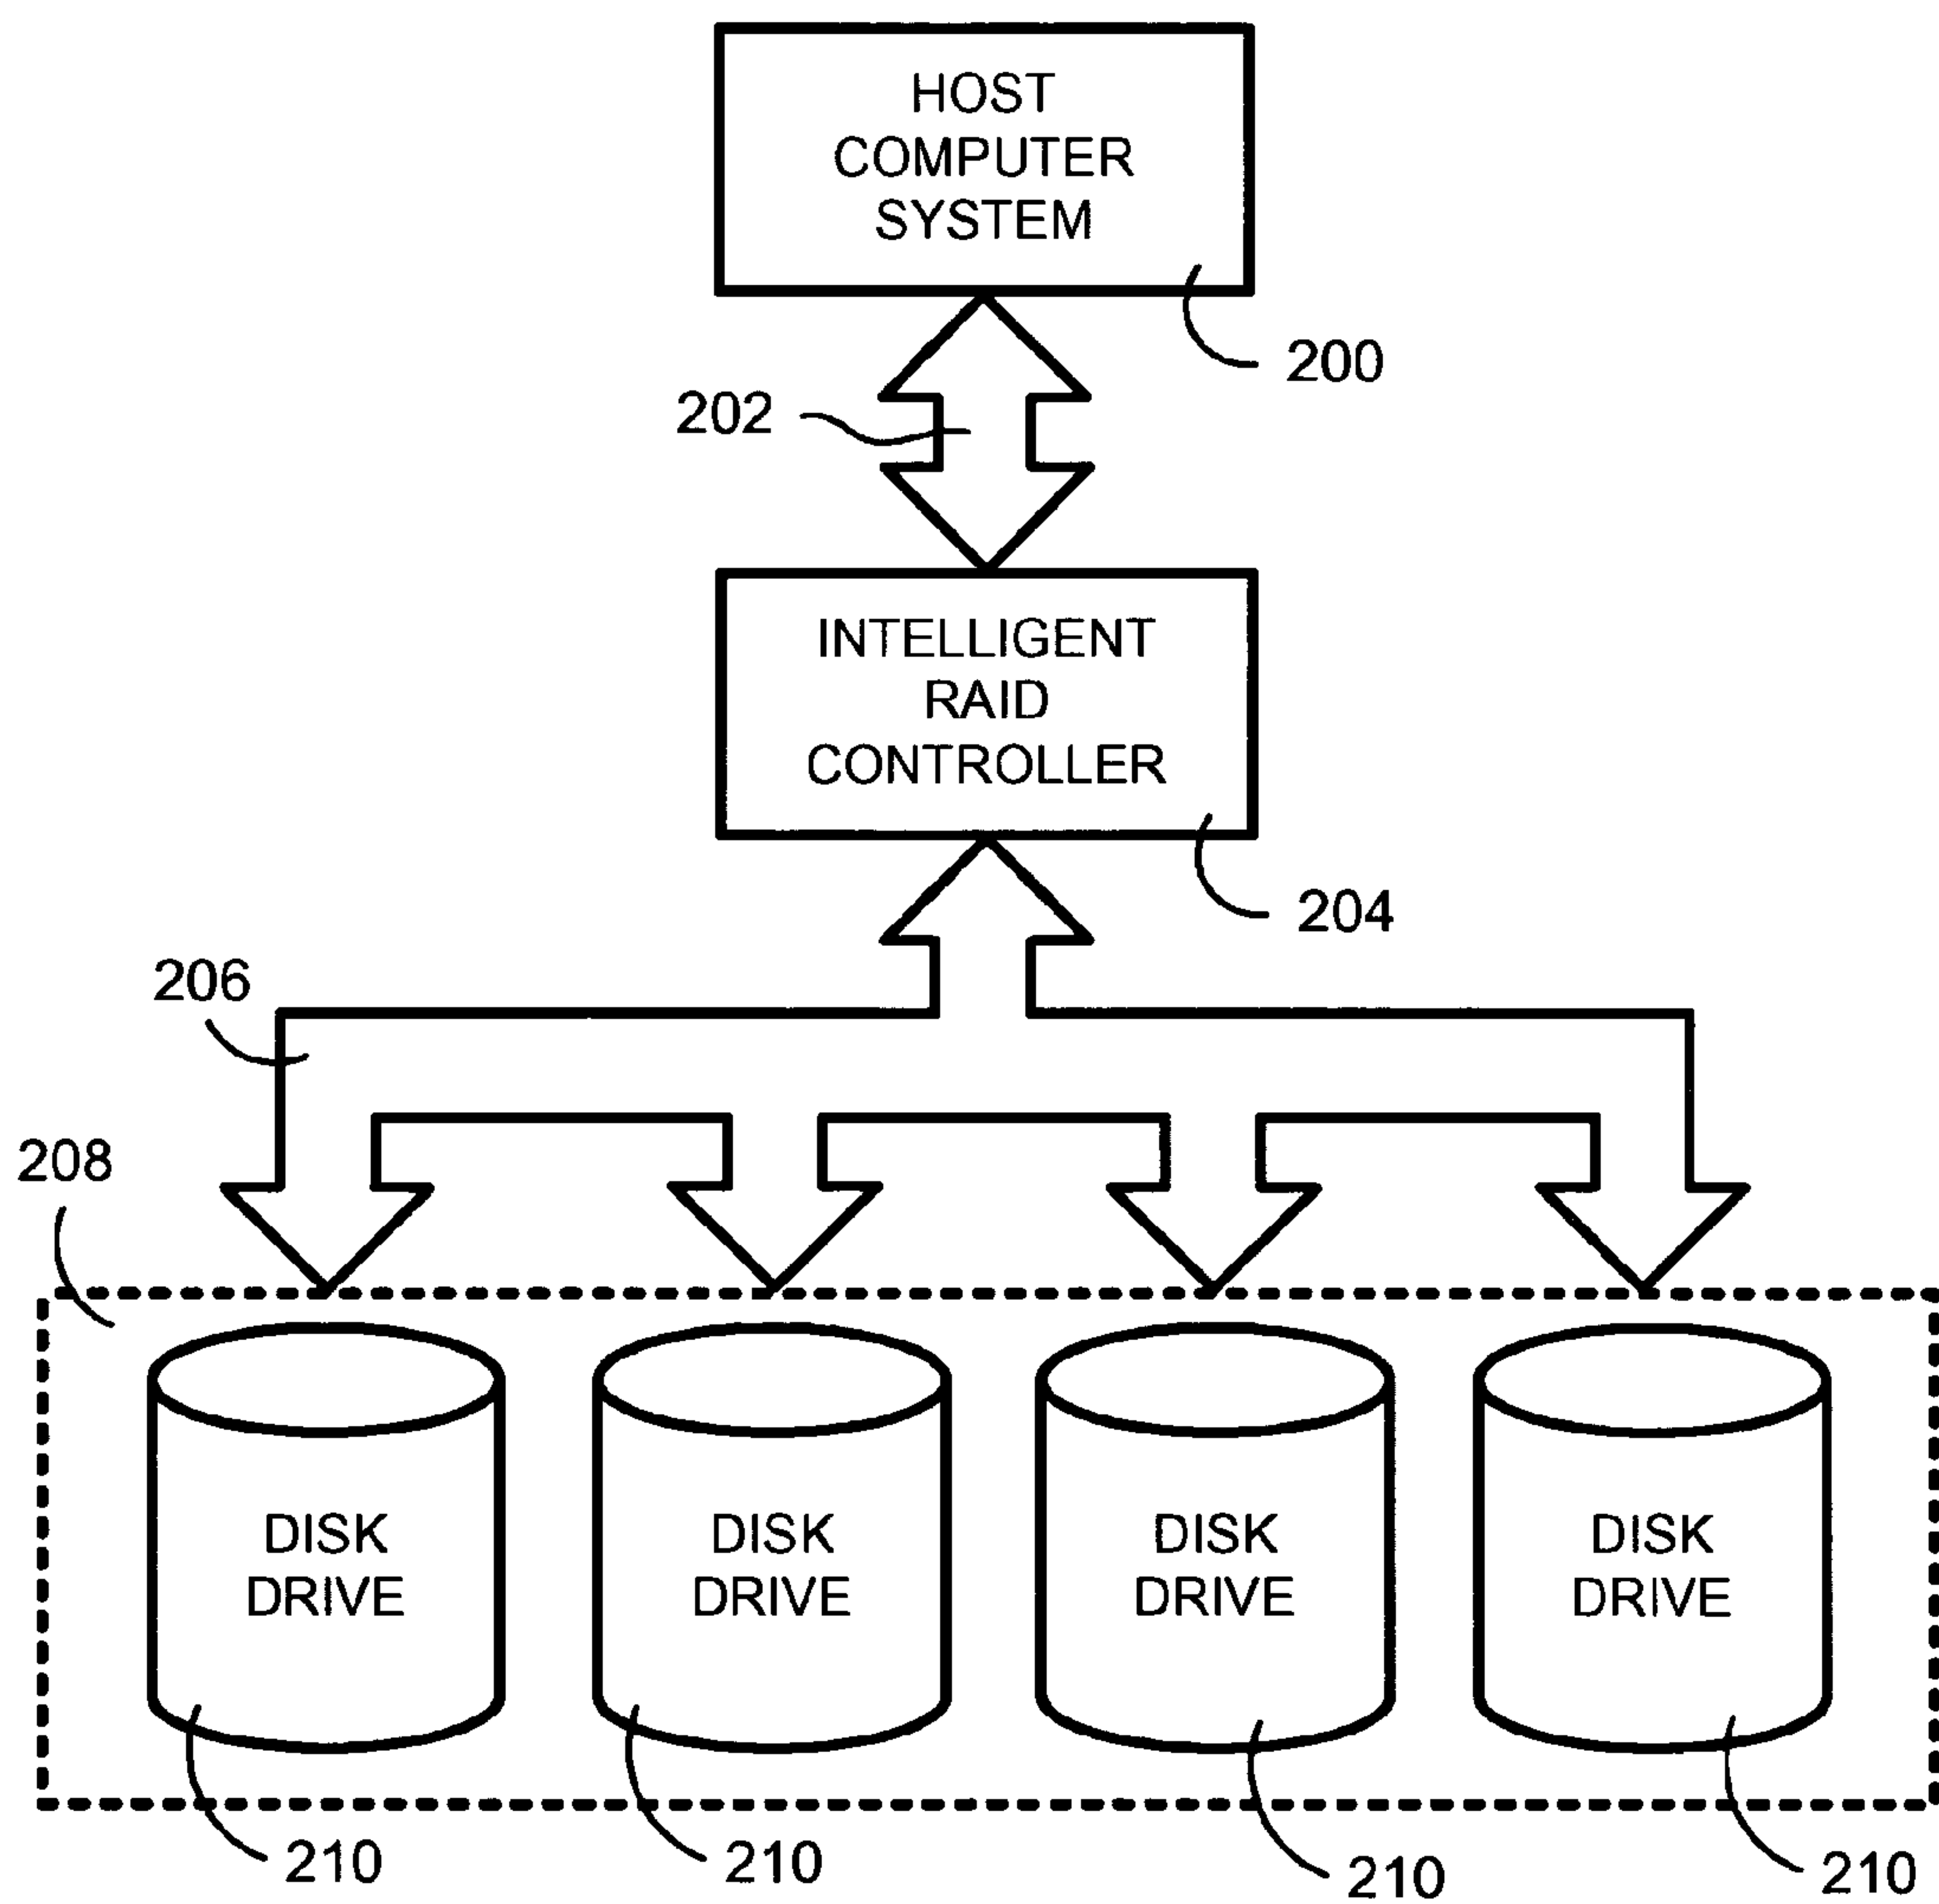 HOST
COMPUTER
SYSTEM
200
202
INTELLIGENT
RAID
CONTROLLER
204
206
208
DISK
DRIVE
DISK
DRIVE
DISK
DRIVE
DISK
DRIVE
210
210
210
210